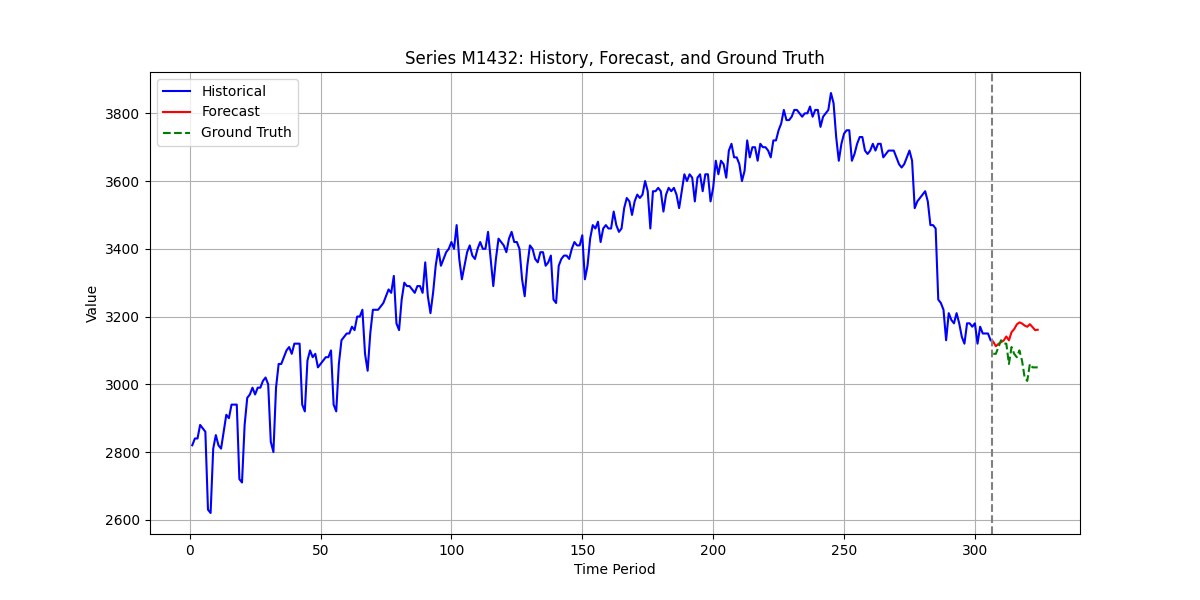 Series M1432: History, Forecast, and Ground Truth
Historical
Forecast
Ground Truth
3800
3600
3400
3200
3000
2800
2600
Value
0 50 100 150 200 250 300
Time Period